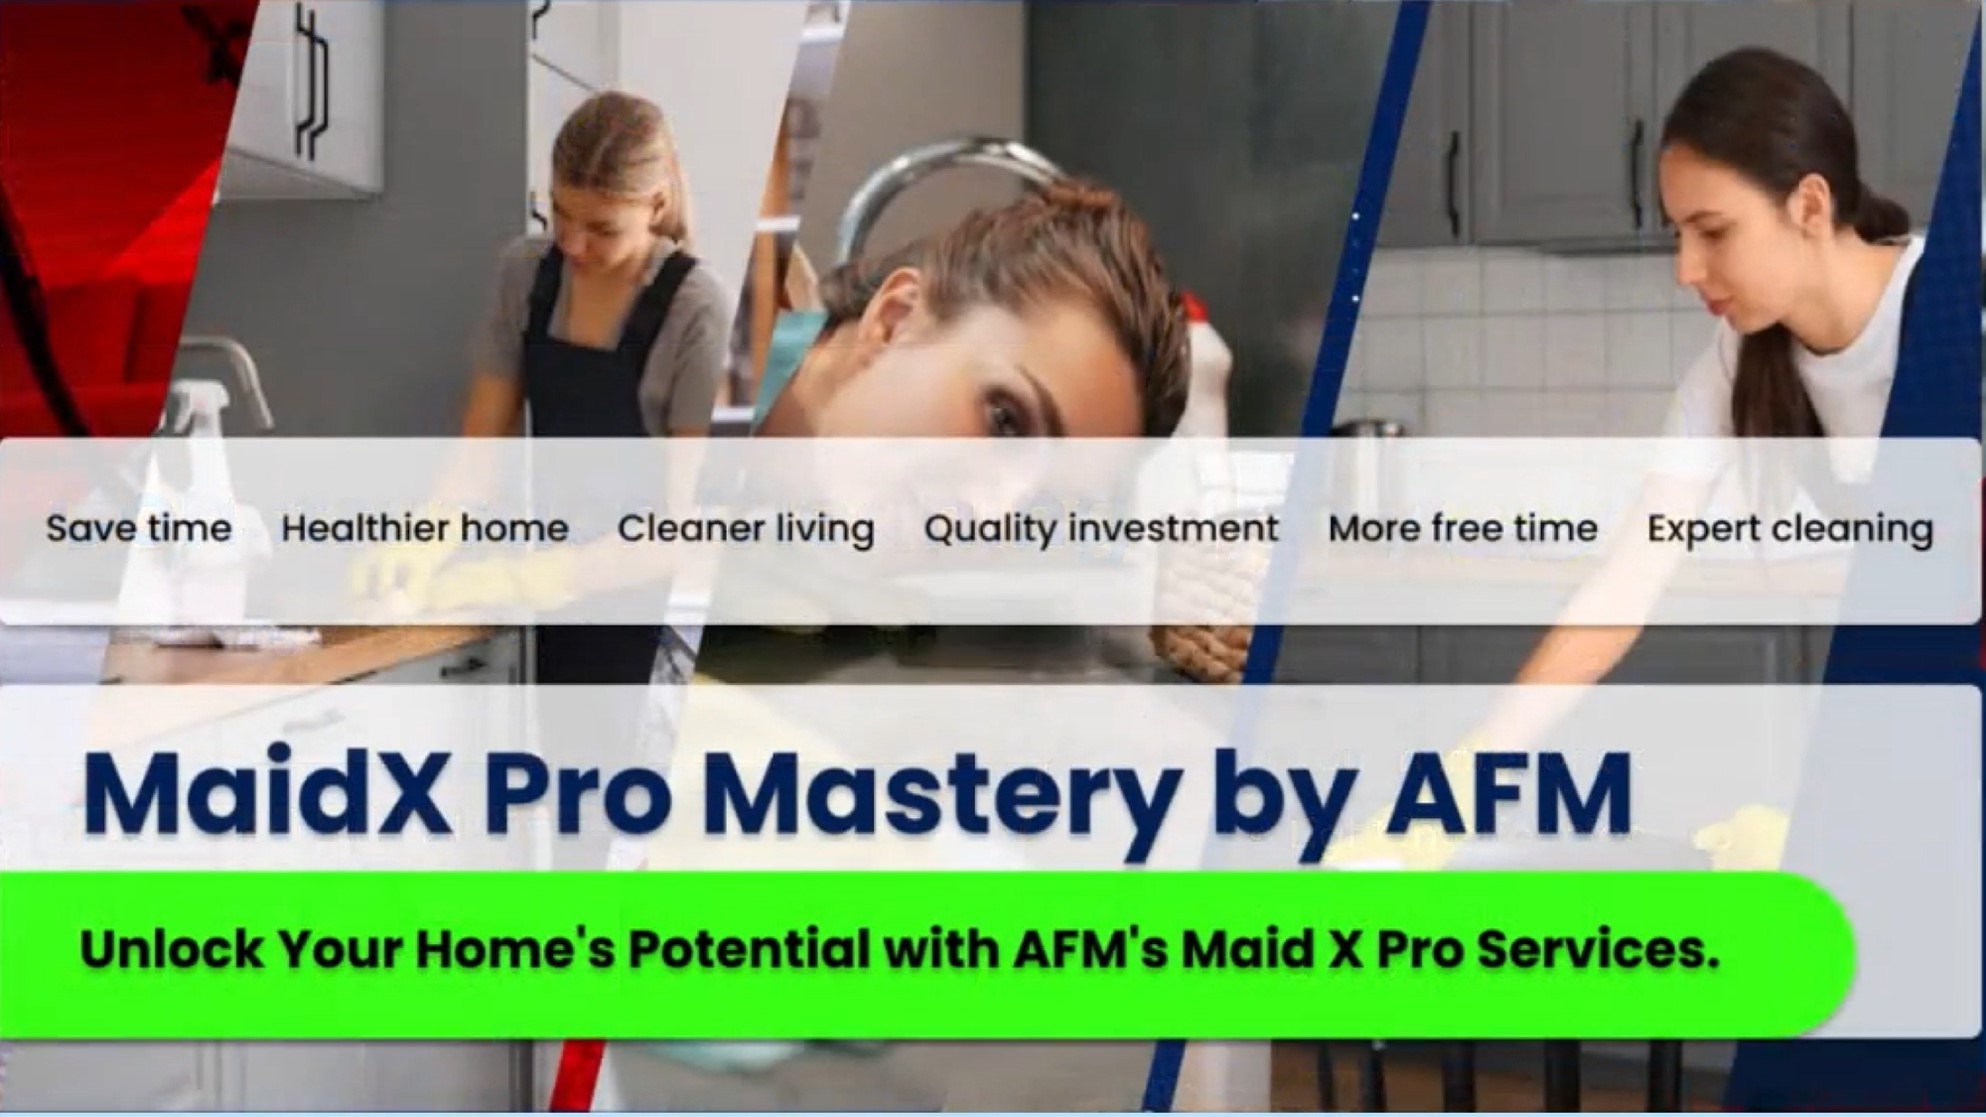 Save time Healthier home Cleaner living Quality investment More free time Expert cleaning
MaidX Pro Mastery by AFM
Unlock Your Home's Potential with AFM's Maid X Pro Services.